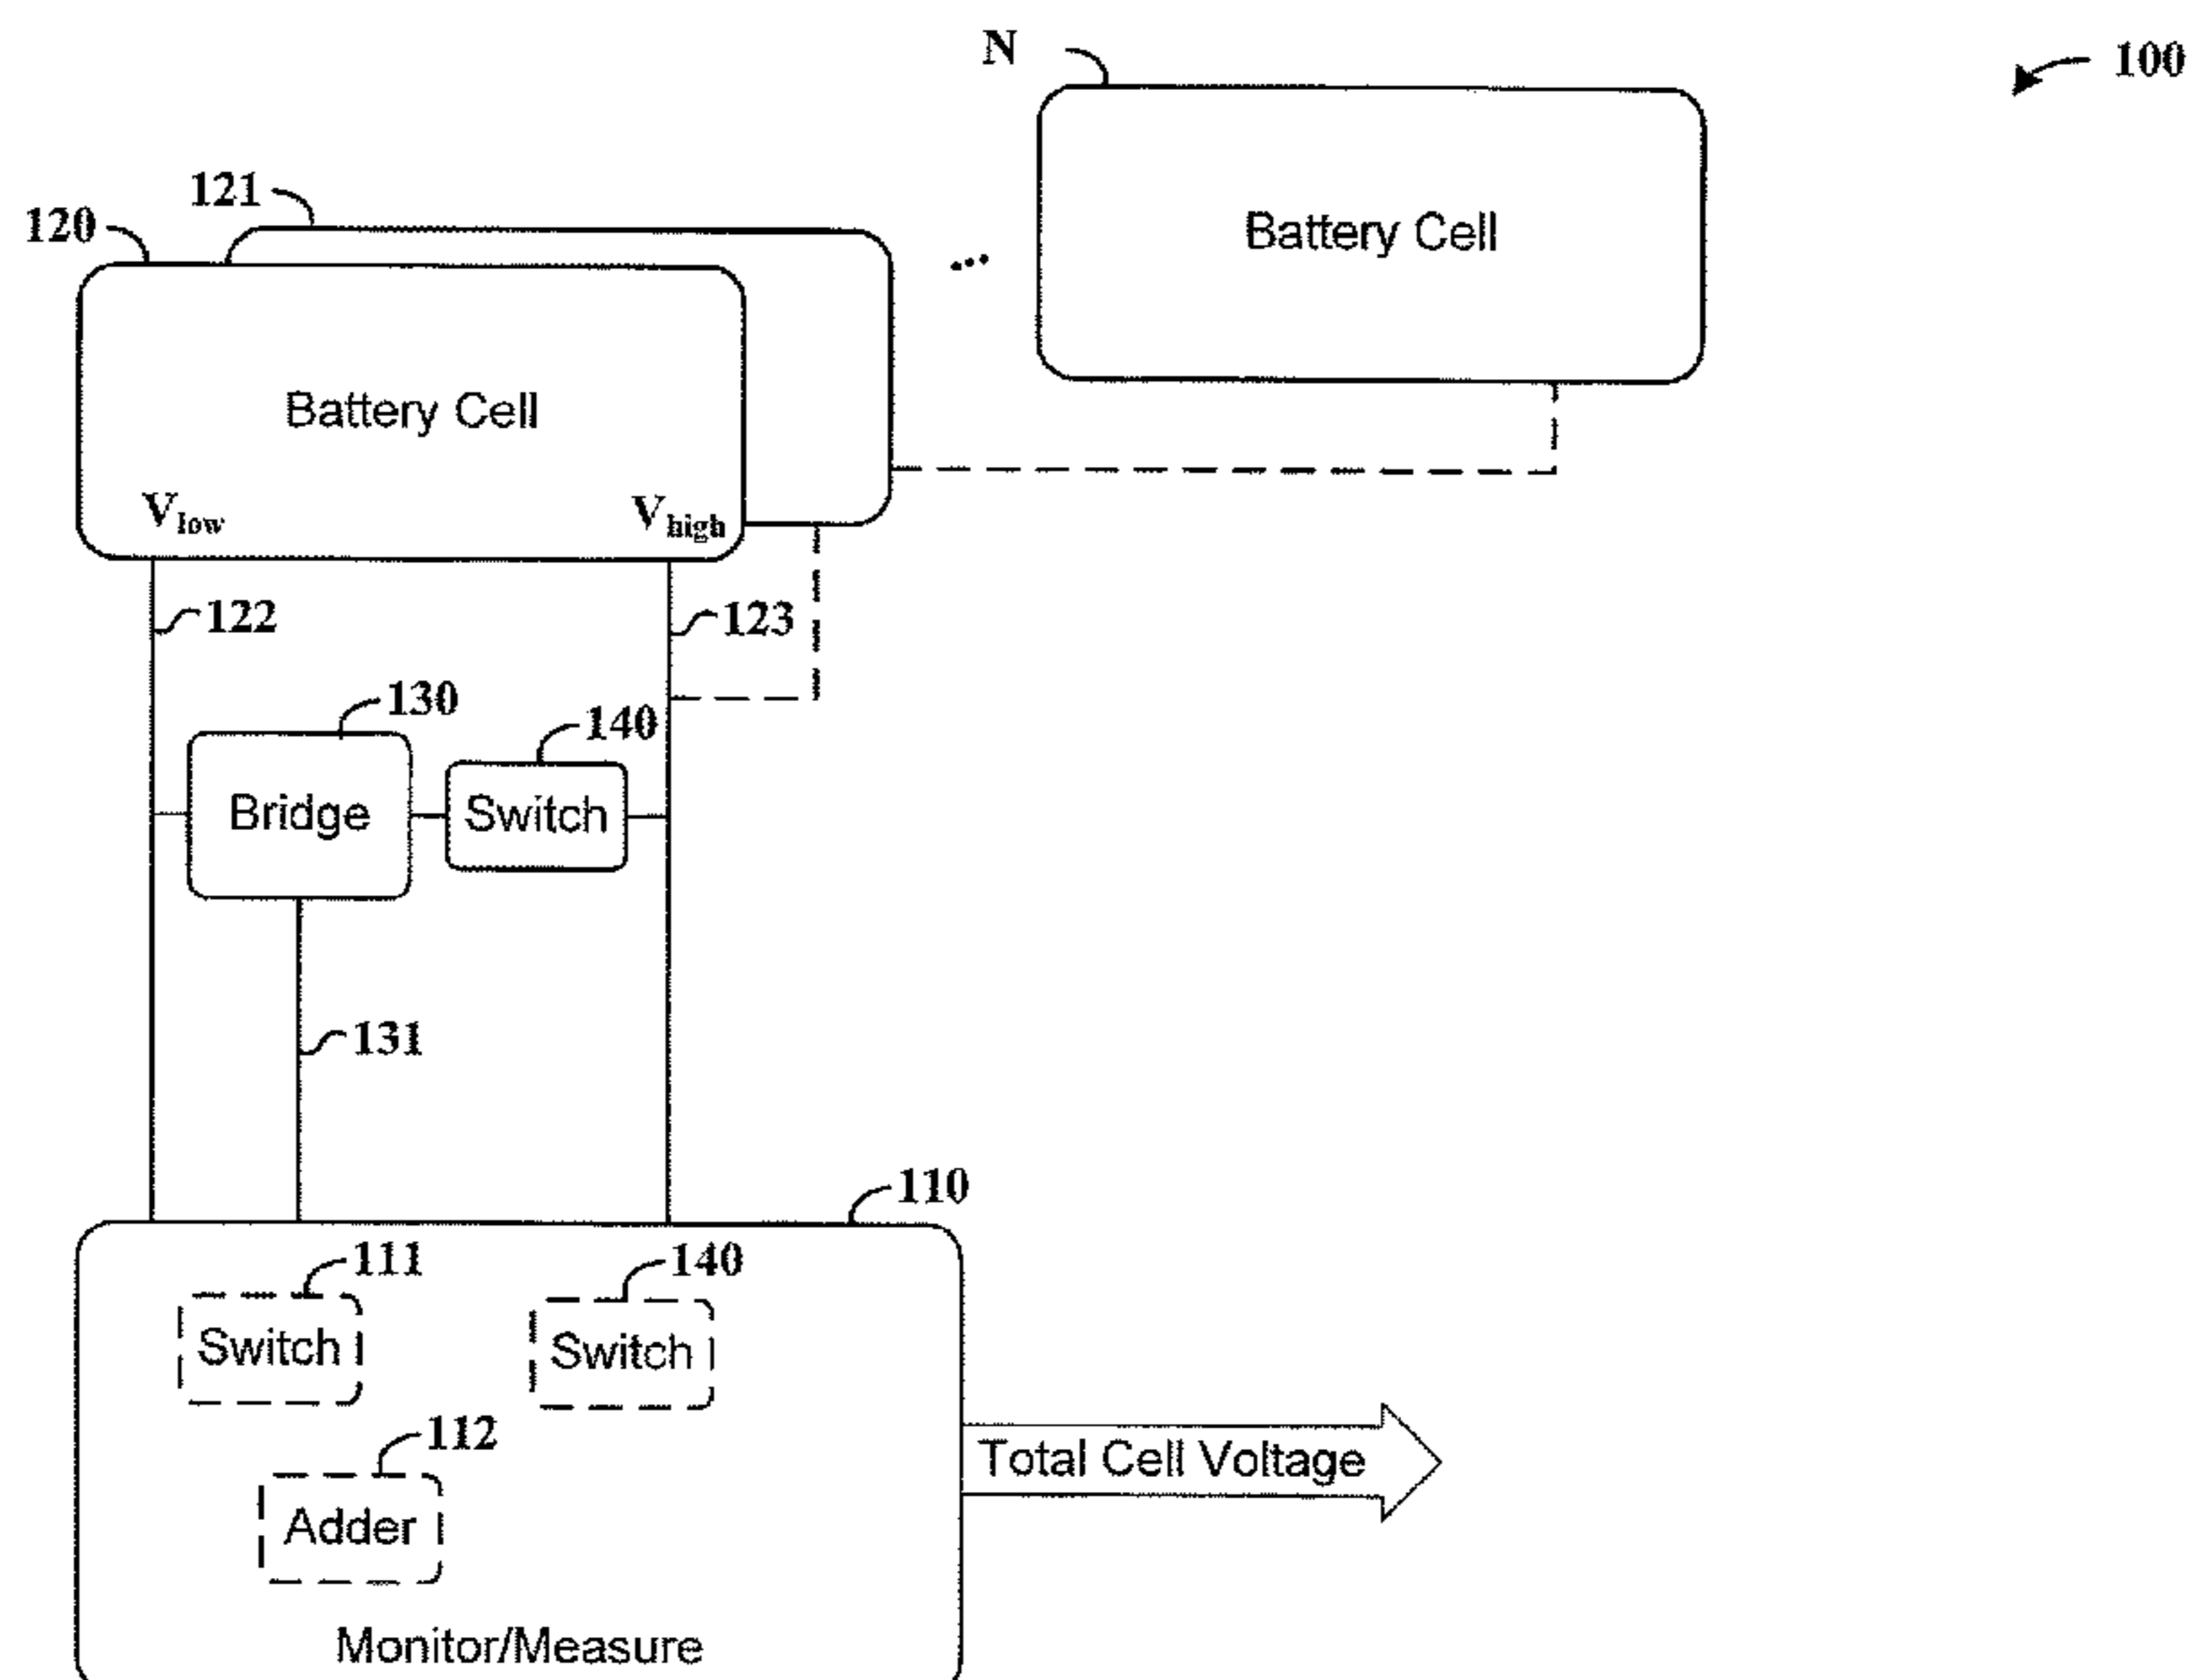 N
100
121
120
Battery Cell
Battery Cell
Vlow
Vhigh
122
123
130
140
Bridge
Switch
131
110
111
140
Switch
Switch
112
Total Cell Voltage
Adder
Monitor/Measure